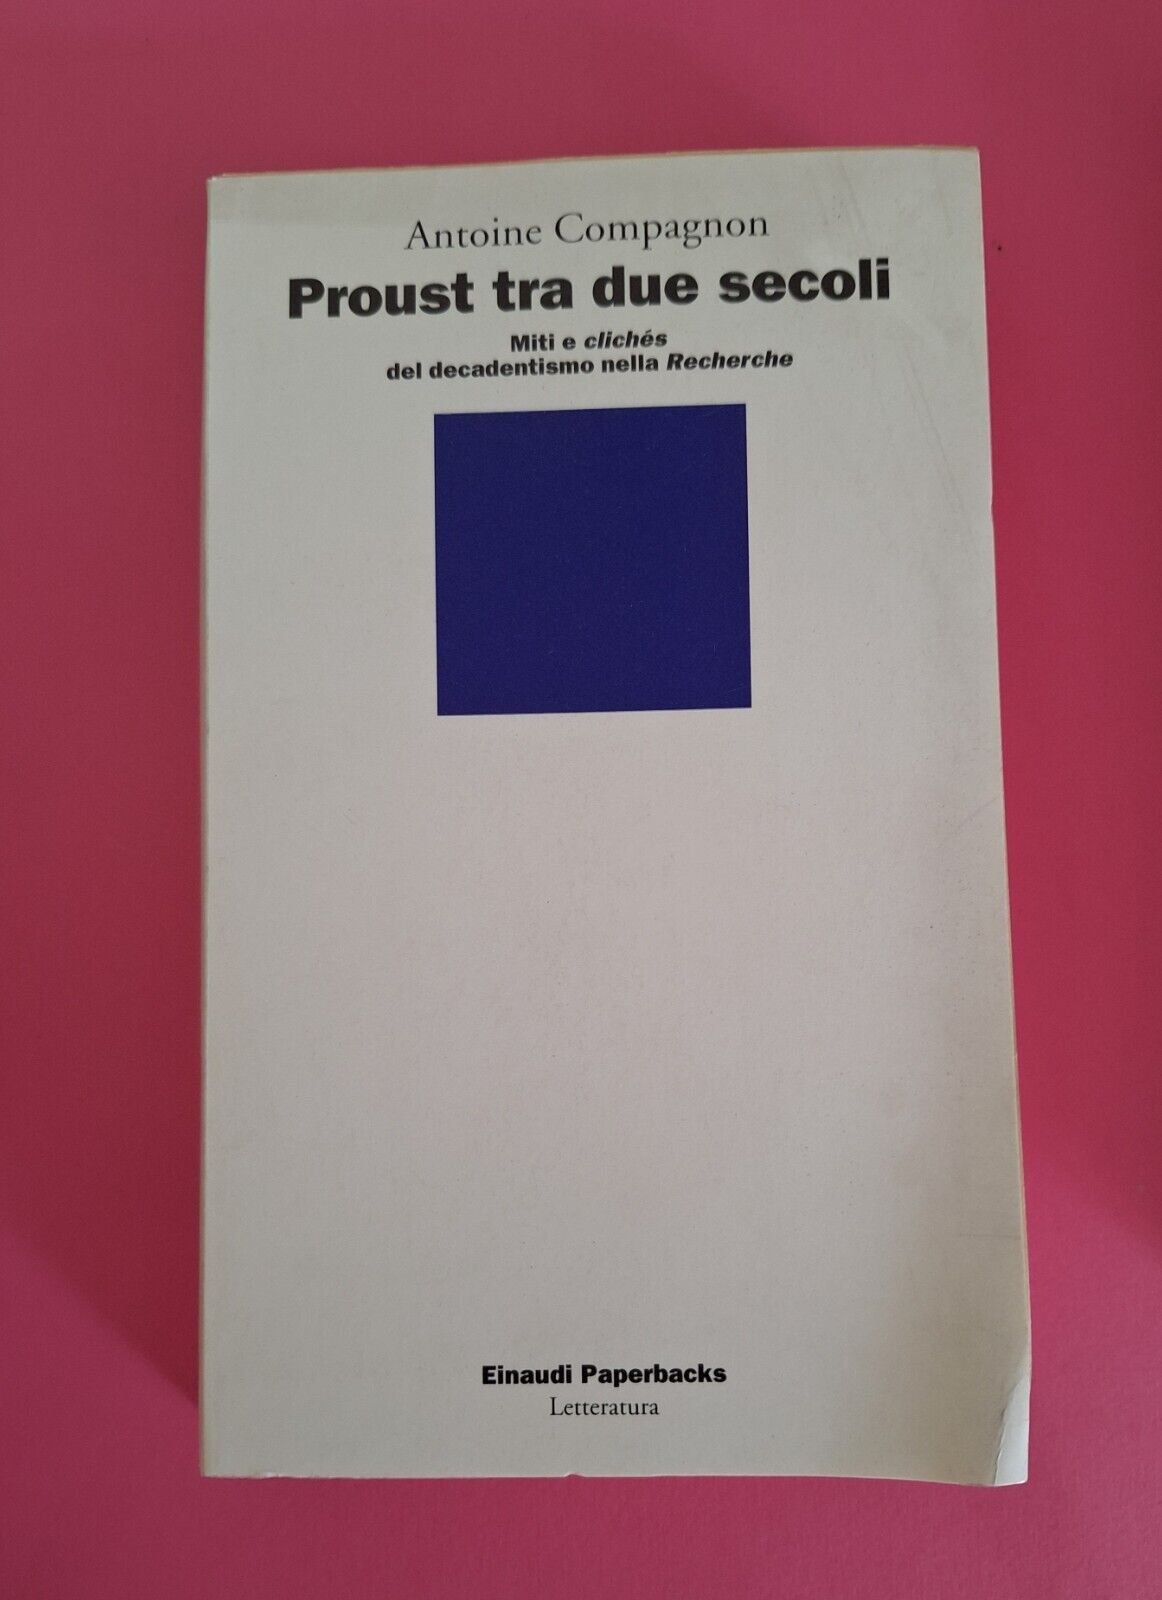 Antoine Compagnon
Proust tra due secoli
Miti e clichés
del decadentismo nella Recherche
Einaudi Paperbacks
Letteratura